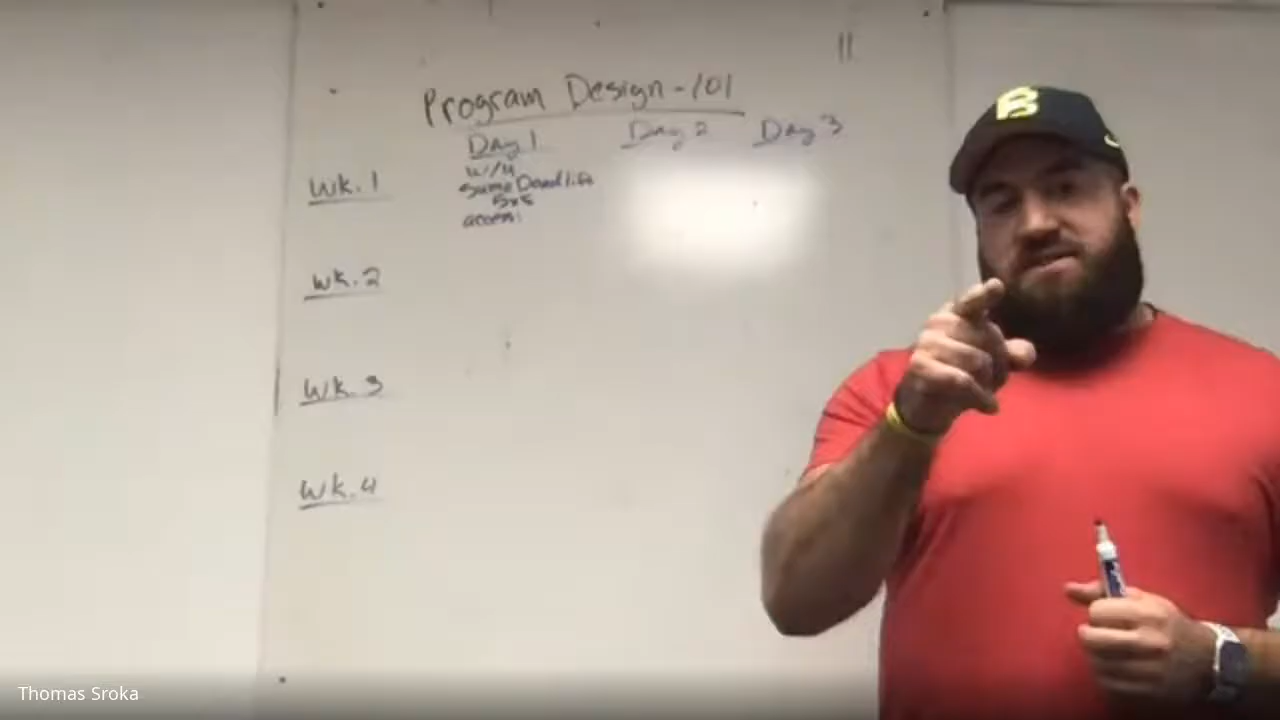 Program Design - 101
Day 1 Day 2 Day 3
Wk. 1
W/U
Sumo Deadlift
5x5
access:
Wk. 2
Wk. 3
Wk. 4
B
Thomas Sroka